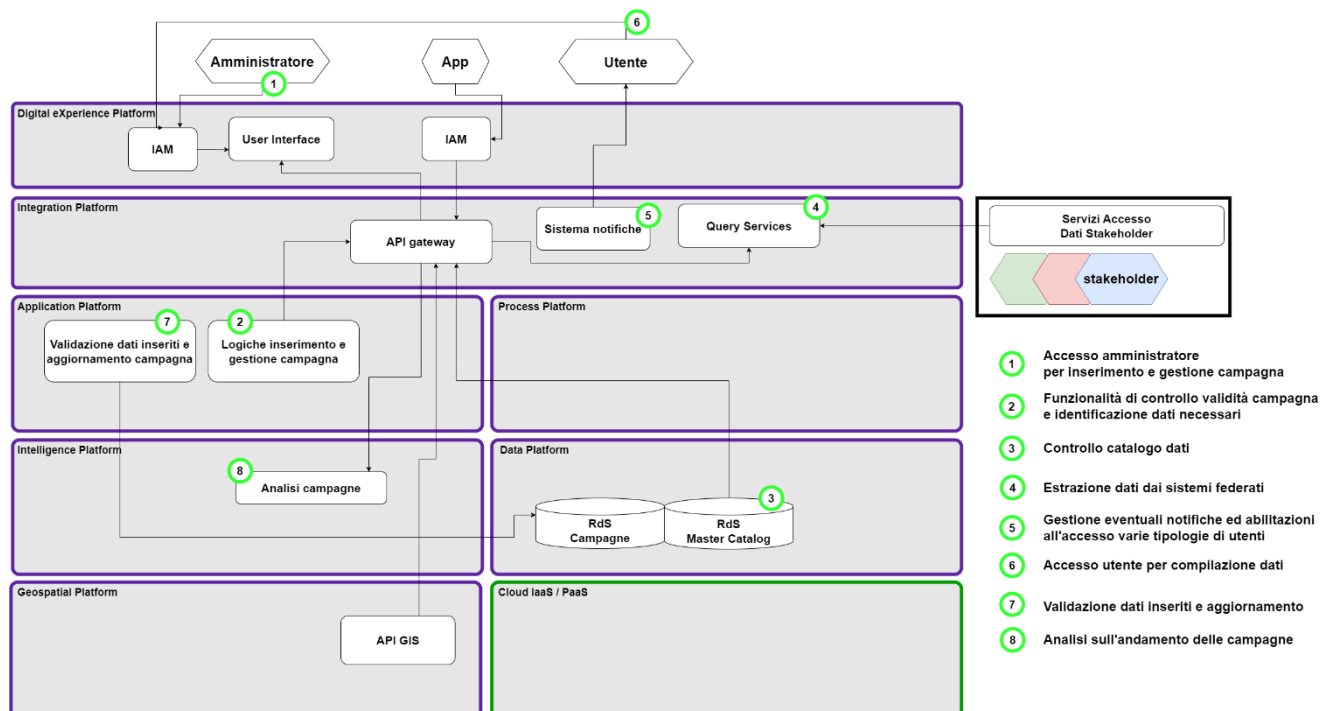 6
Amministratore
App
Utente
1
Digital eXperience Platform
IAM
User Interface
IAM
Integration Platform
API gateway
Sistema notifiche
5
Query Services
4
Servizi Accesso
Dati Stakeholder
stakeholder
Application Platform
7
Validazione dati inseriti e
aggiornamento campagna
2
Logiche inserimento e
gestione campagna
Process Platform
Intelligence Platform
8
Analisi campagne
Data Platform
3
RdS
Campagne
RdS
Master Catalog
Geospatial Platform
API GIS
Cloud IaaS / PaaS
1
Accesso amministratore
per inserimento e gestione campagna
2
Funzionalità di controllo validità campagna
e identificazione dati necessari
3
Controllo catalogo dati
4
Estrazione dati dai sistemi federati
5
Gestione eventuali notifiche ed abilitazioni
all'accesso varie tipologie di utenti
6
Accesso utente per compilazione dati
7
Validazione dati inseriti e aggiornamento
8
Analisi sull'andamento delle campagne